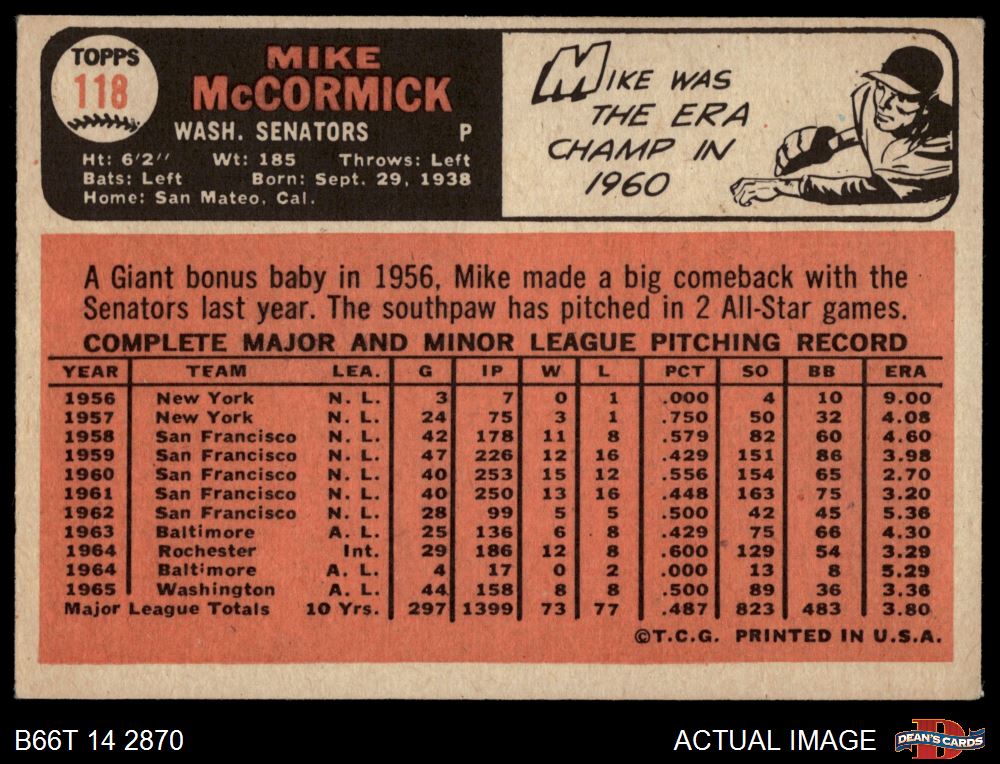 TOPPS
118
MIKE
McCORMICK
WASH. SENATORS P
Ht: 6'2" Wt: 185 Throws: Left
Bats: Left Born: Sept. 29, 1938
Home: San Mateo, Cal.
MIKE WAS
THE ERA
CHAMP IN
1960
A Giant bonus baby in 1956, Mike made a big comeback with the
Senators last year. The southpaw has pitched in 2 All-Star games.
COMPLETE MAJOR AND MINOR LEAGUE PITCHING RECORD
YEAR TEAM LEA. G IP W L PCT SO BB ERA
1956 New York N. L. 3 7 0 1 .000 4 10 9.00
1957 New York N. L. 24 75 3 1 .750 50 32 4.08
1958 San Francisco N. L. 42 178 11 8 .579 82 60 4.60
1959 San Francisco N. L. 47 226 12 16 .429 151 86 3.98
1960 San Francisco N. L. 40 253 15 12 .556 154 65 2.70
1961 San Francisco N. L. 40 250 13 16 .448 163 75 3.20
1962 San Francisco N. L. 28 99 5 5 .500 42 45 5.36
1963 Baltimore A. L. 25 136 6 8 .429 75 66 4.30
1964 Rochester Int. 29 186 12 8 .600 129 54 3.29
1964 Baltimore A. L. 4 17 0 2 .000 13 8 5.29
1965 Washington A. L. 44 158 8 8 .500 89 36 3.36
Major League Totals 10 Yrs. 297 1399 73 77 .487 823 483 3.80
©T.C.G. PRINTED IN U.S.A.
B66T 14 2870
ACTUAL IMAGE
DEAN'S CARDS